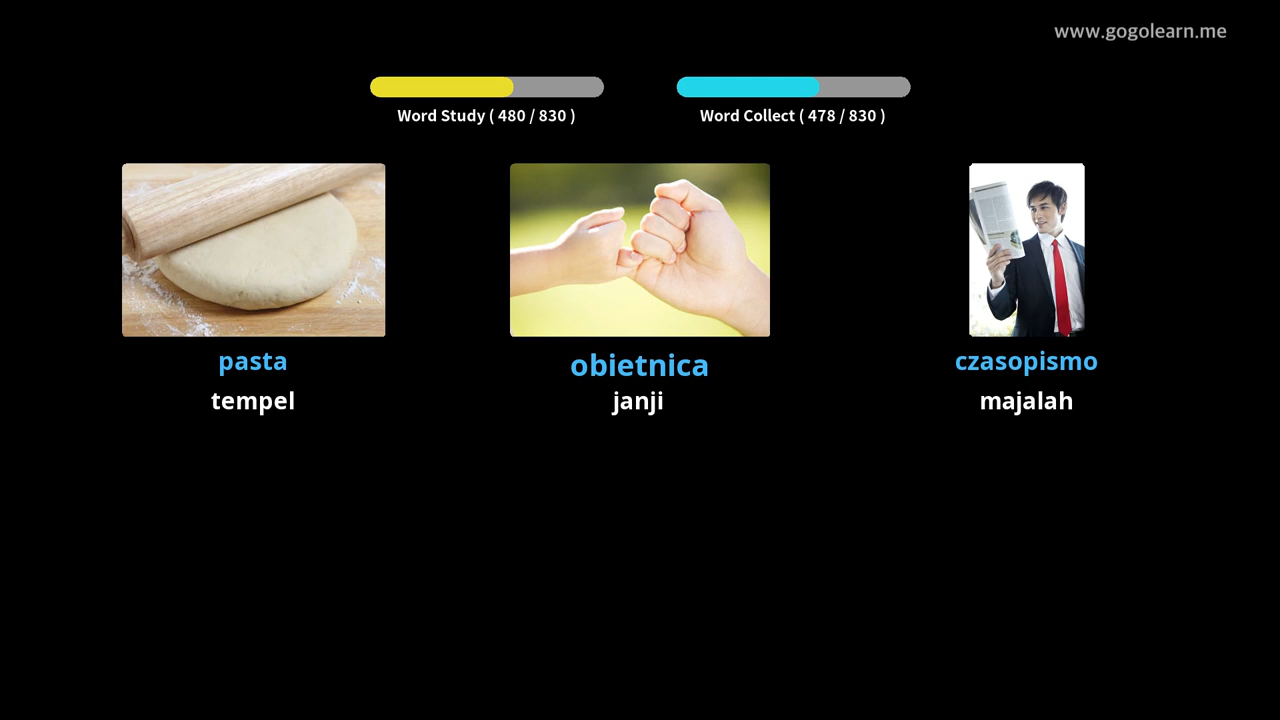 www.gogolearn.me
Word Study ( 480 / 830 )
Word Collect ( 478 / 830 )
pasta
tempel
obietnica
janji
czasopismo
majalah